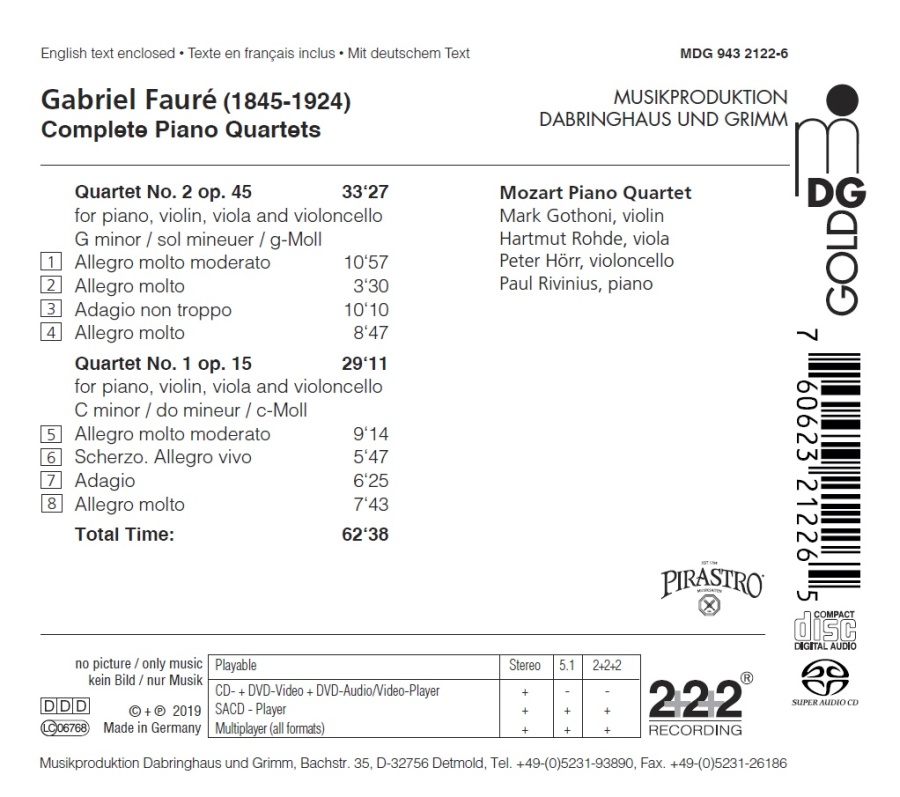 English text enclosed • Texte en français inclus • Mit deutschem Text
MDG 943 2122-6
Gabriel Fauré (1845-1924)
Complete Piano Quartets
MUSIKPRODUKTION
DABRINGHAUS UND GRIMM
mDG
GOLD
Quartet No. 2 op. 45 33‘27
for piano, violin, viola and violoncello
G minor / sol mineuer / g-Moll
1 Allegro molto moderato 10‘57
2 Allegro molto 3‘30
3 Adagio non troppo 10‘10
4 Allegro molto 8‘47
Quartet No. 1 op. 15 29‘11
for piano, violin, viola and violoncello
C minor / do mineur / c-Moll
5 Allegro molto moderato 9‘14
6 Scherzo. Allegro vivo 5‘47
7 Adagio 6‘25
8 Allegro molto 7‘43
Total Time: 62‘38
Mozart Piano Quartet
Mark Gothoni, violin
Hartmut Rohde, viola
Peter Hörr, violoncello
Paul Rivinius, piano
7 60623 21226 5
PIRASTRO
COMPACT
disc
DIGITAL AUDIO
SUPER AUDIO CD
no picture / only music
kein Bild / nur Musik
DDD
LC06768
© + ℗ 2019
Made in Germany
Playable Stereo 5.1 2+2+2
CD- + DVD-Video + DVD-Audio/Video-Player + - -
SACD - Player + + +
Multiplayer (all formats) + + +
2+2+2®
RECORDING
Musikproduktion Dabringhaus und Grimm, Bachstr. 35, D-32756 Detmold, Tel. +49-(0)5231-93890, Fax. +49-(0)5231-26186